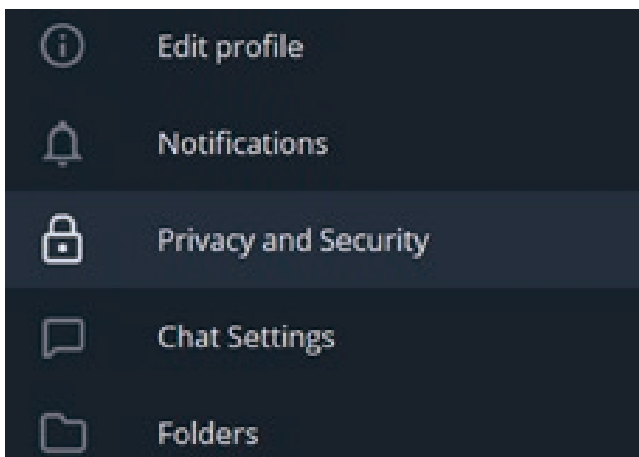 Edit profile
Notifications
Privacy and Security
Chat Settings
Folders